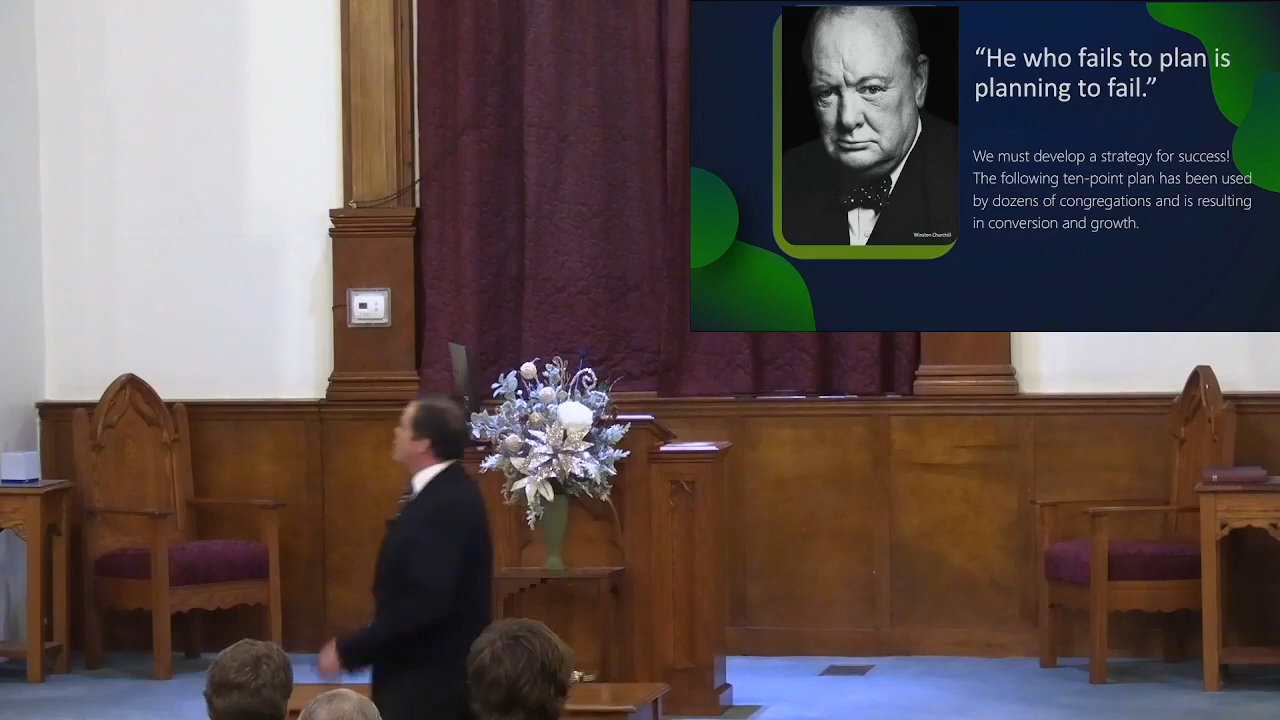 “He who fails to plan is
planning to fail.”
We must develop a strategy for success!
The following ten-point plan has been used
by dozens of congregations and is resulting
in conversion and growth.
Winston Churchill